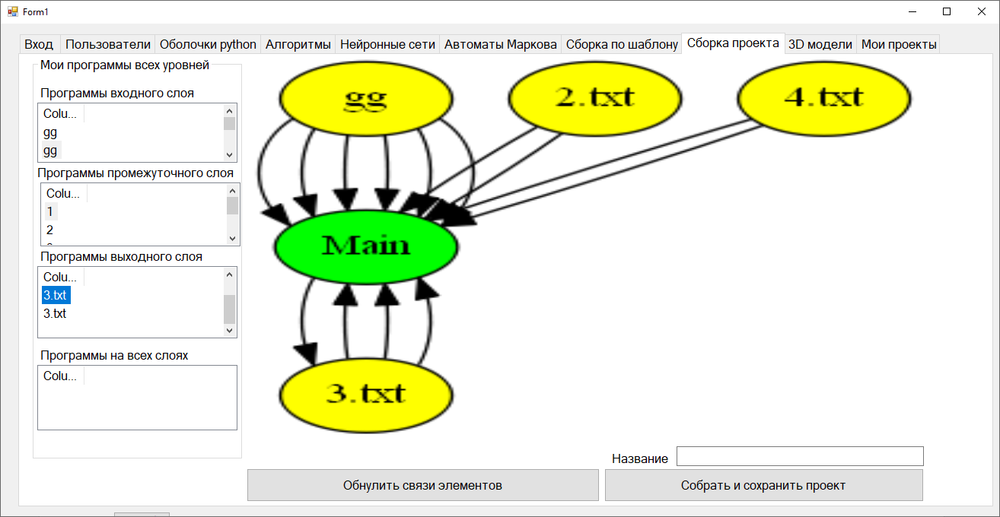 Form1
Вход Пользователи Оболочки python Алгоритмы Нейронные сети Автоматы Маркова Сборка по шаблону Сборка проекта 3D модели Мои проекты
Мои программы всех уровней
Программы входного слоя
Colu...
gg
gg
Программы промежуточного слоя
Colu...
1
2
Программы выходного слоя
Colu...
3.txt
3.txt
Программы на всех слоях
Colu...
gg 2.txt 4.txt
Main
3.txt
Название
Обнулить связи элементов Собрать и сохранить проект